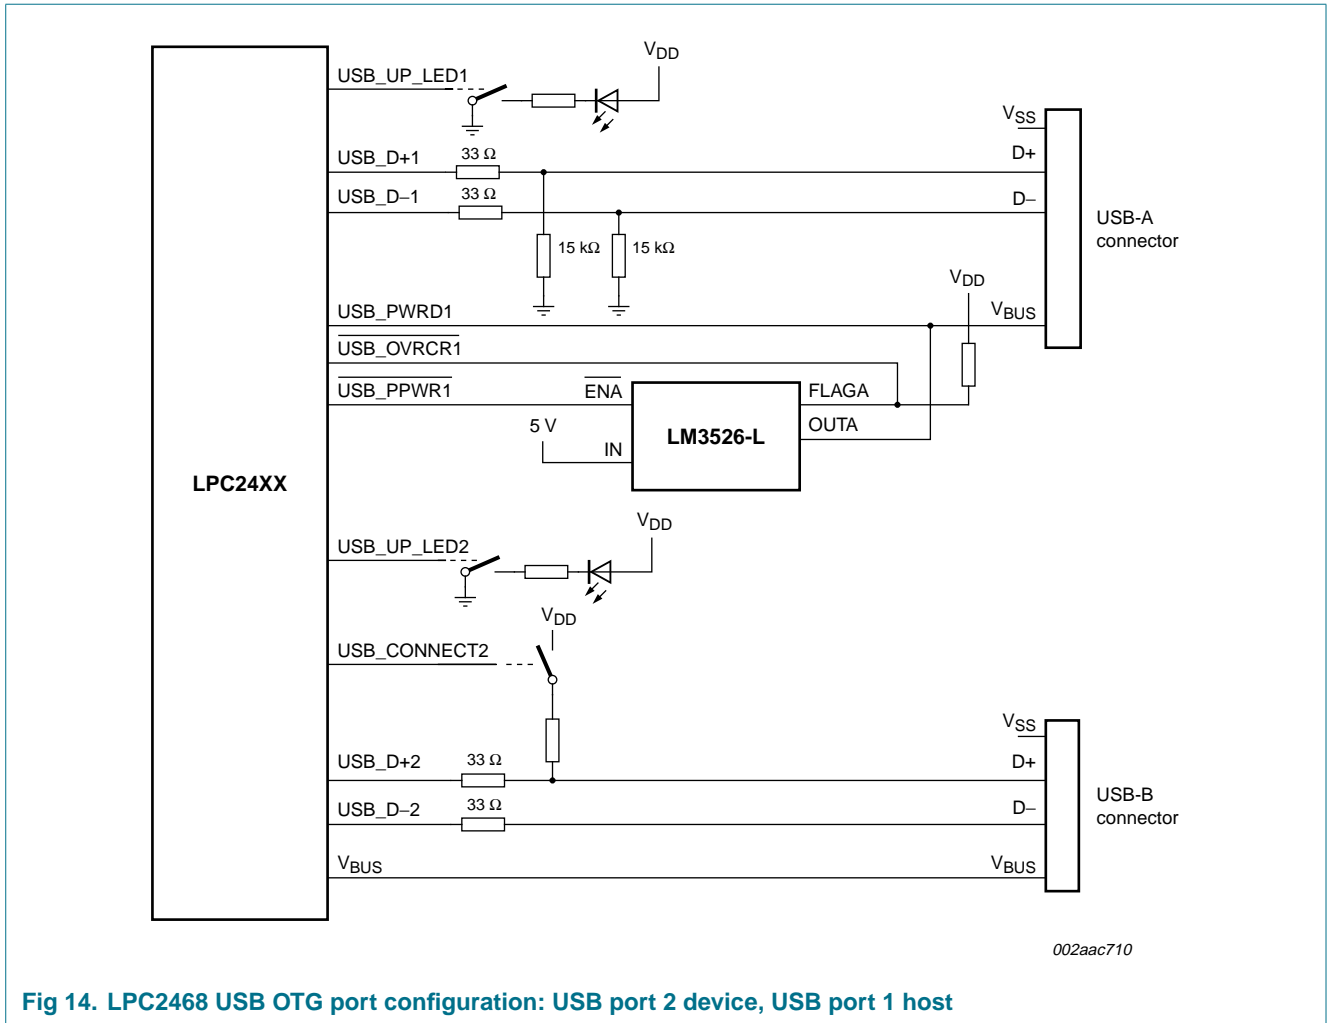 VDD
USB_UP_LED1
VSS
USB_D+1
33 Ω
D+
USB_D−1
33 Ω
D−
USB-A
connector
15 kΩ
15 kΩ
VDD
USB_PWRD1
VBUS
USB_OVRCR1
USB_PPWR1
ENA
FLAGA
5 V
IN
LM3526-L
OUTA
LPC24XX
VDD
USB_UP_LED2
VDD
USB_CONNECT2
VSS
USB_D+2
33 Ω
D+
USB_D−2
33 Ω
D−
USB-B
connector
VBUS
VBUS
002aac710
Fig 14. LPC2468 USB OTG port configuration: USB port 2 device, USB port 1 host